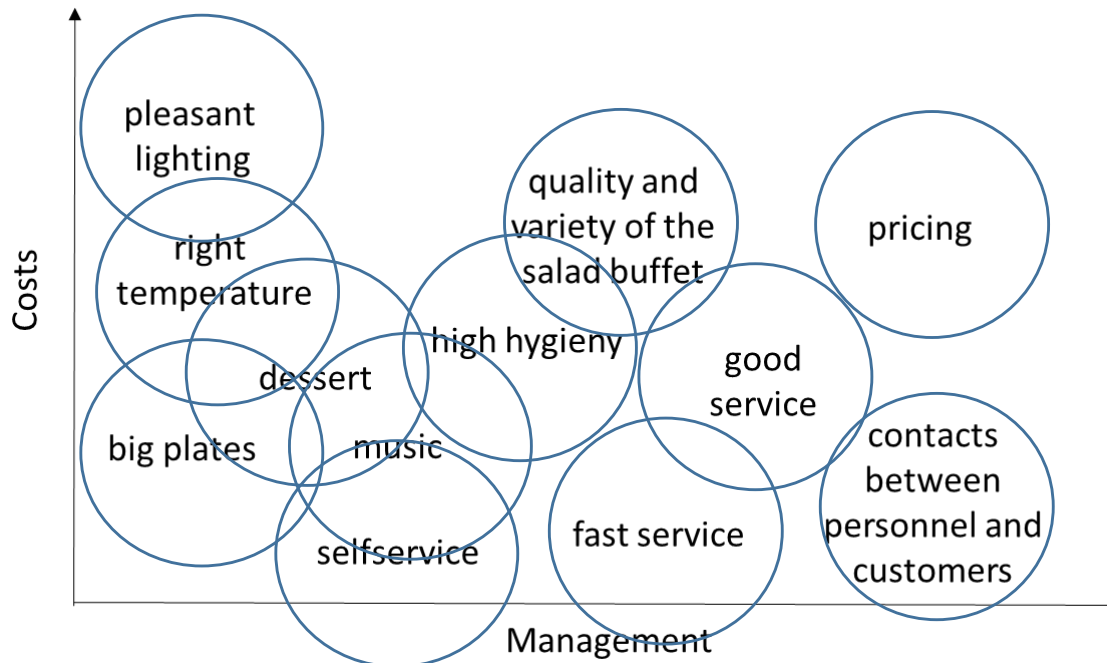 pleasant
lighting
right
temperature
dessert
big plates
music
selfservice
high hygieny
quality and
variety of the
salad buffet
good
service
fast service
pricing
contacts
between
personnel and
customers
Costs
Management